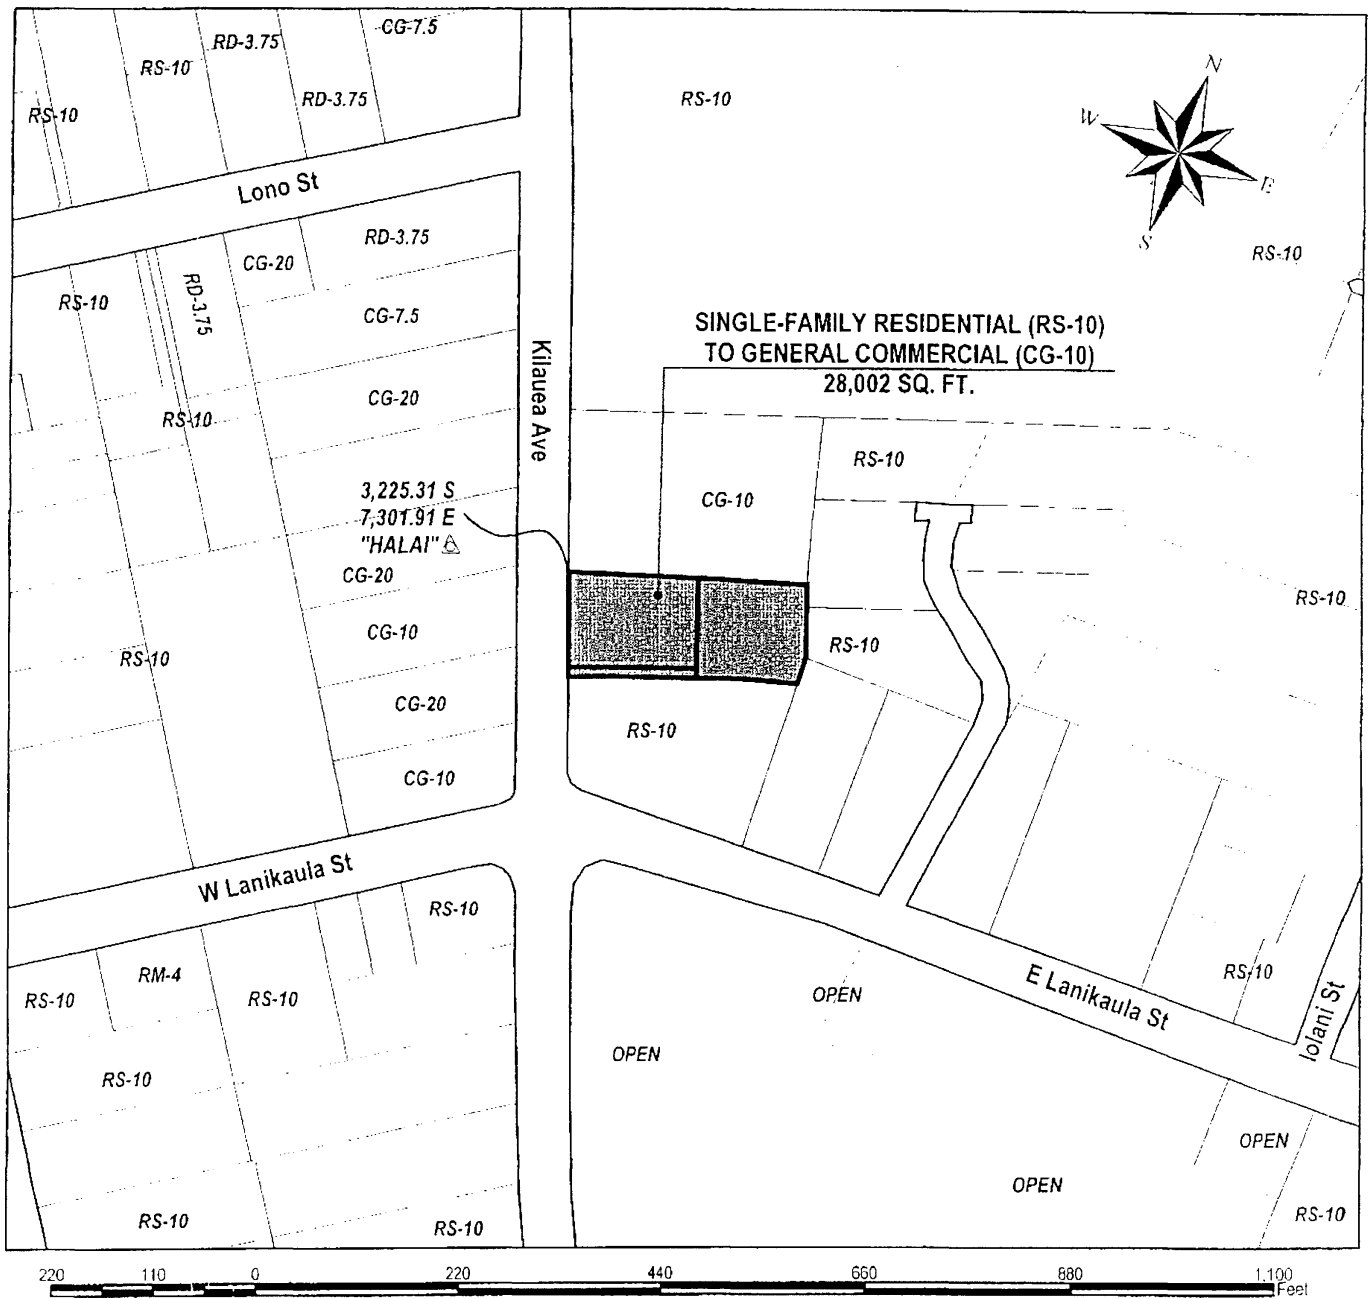 CG-7.5
RD-3.75
RS-10
RD-3.75
RS-10
RS-10
N
W
E
S
Lono St
RS-10
RD-3.75
CG-20
RS-10
RD-3.75
CG-7.5
SINGLE-FAMILY RESIDENTIAL (RS-10)
TO GENERAL COMMERCIAL (CG-10)
28,002 SQ. FT.
Kilauea Ave
CG-20
RS-10
RS-10
CG-10
3,225.31 S
7,301.91 E
"HALAI"
CG-20
RS-10
CG-10
RS-10
RS-10
CG-20
RS-10
CG-10
W Lanikaula St
RS-10
RM-4
RS-10
RS-10
E Lanikaula St
RS-10
Iolani St
OPEN
OPEN
RS-10
OPEN
OPEN
RS-10
RS-10
RS-10
220 110 0 220 440 660 880 1,100
Feet